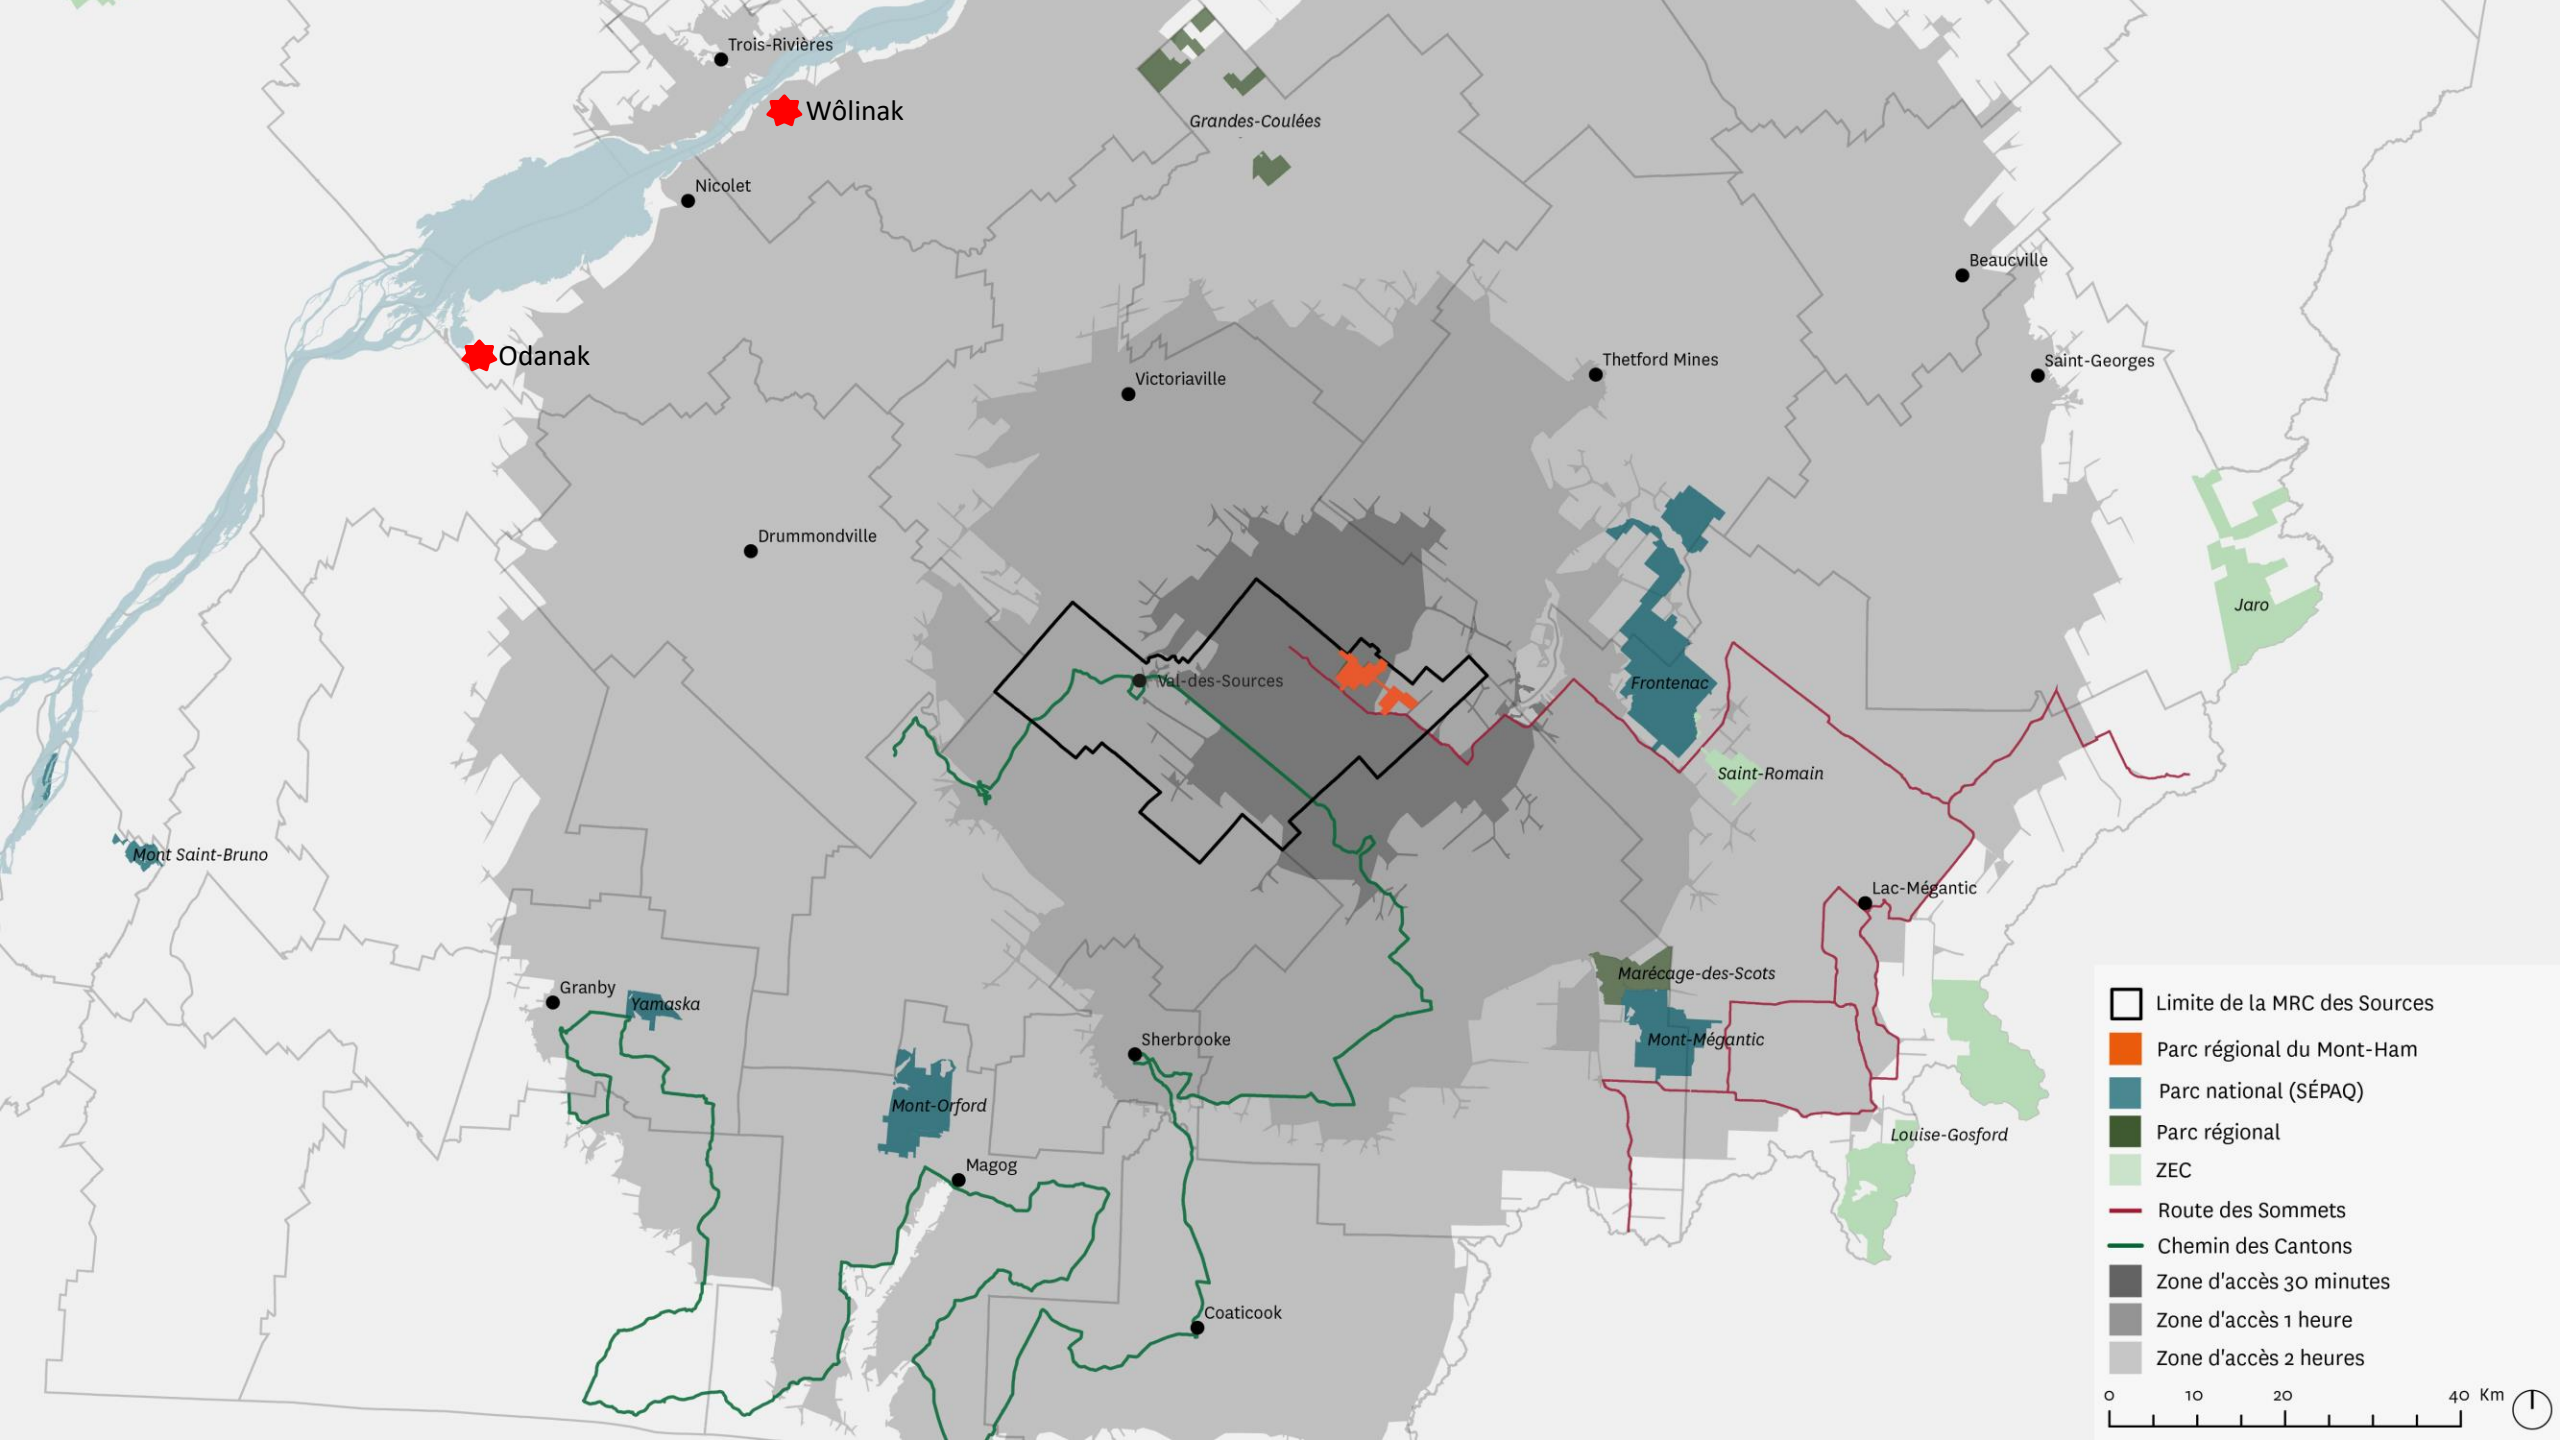 Trois-Rivières
Wôlinak
Grandes-Coulées
Nicolet
Beaucville
Odanak
Thetford Mines
Saint-Georges
Victoriaville
Drummondville
Jaro
Val-des-Sources
Frontenac
Saint-Romain
Mont Saint-Bruno
Lac-Mégantic
Marécage-des-Scots
Granby
Yamaska
Sherbrooke
Mont-Mégantic
Mont-Orford
Louise-Gosford
Magog
Coaticook
Limite de la MRC des Sources
Parc régional du Mont-Ham
Parc national (SÉPAQ)
Parc régional
ZEC
Route des Sommets
Chemin des Cantons
Zone d'accès 30 minutes
Zone d'accès 1 heure
Zone d'accès 2 heures
0 10 20 40 Km